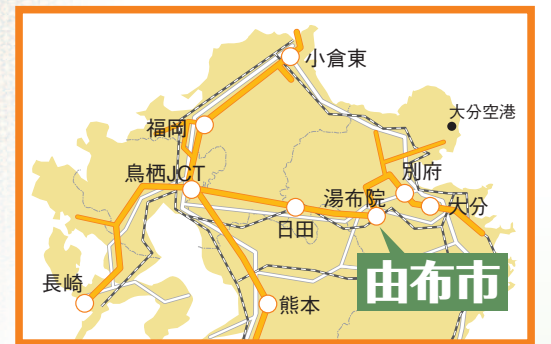 小倉東
大分空港
福岡
鳥栖JCT
別府
湯布院
大分
日田
由布市
長崎
熊本